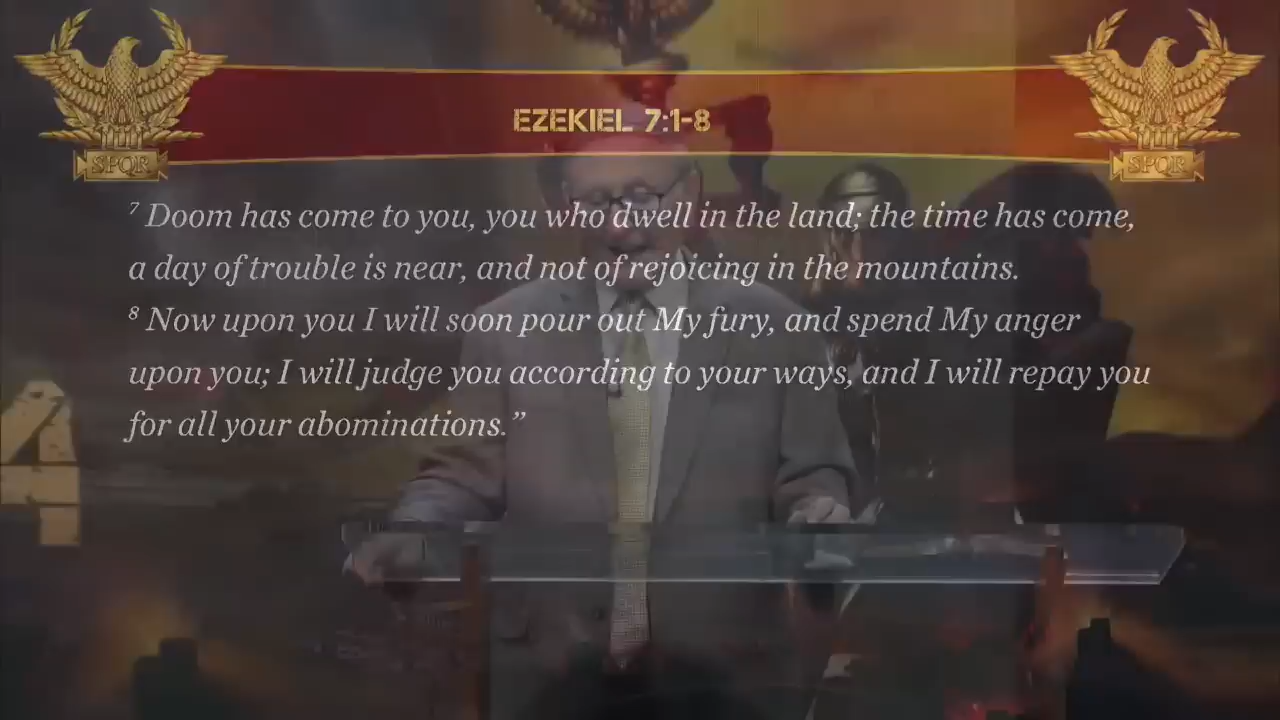 SPQR
EZEKIEL 7:1-8
SPQR
⁷ Doom has come to you, you who dwell in the land; the time has come,
a day of trouble is near, and not of rejoicing in the mountains.
⁸ Now upon you I will soon pour out My fury, and spend My anger
upon you; I will judge you according to your ways, and I will repay you
for all your abominations.”
4